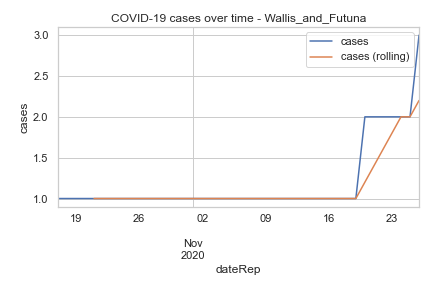 COVID-19 cases over time - Wallis_and_Futuna
cases
cases (rolling)
3.0
2.5
2.0
1.5
1.0
cases
19
26
02
09
16
23
Nov
2020
dateRep